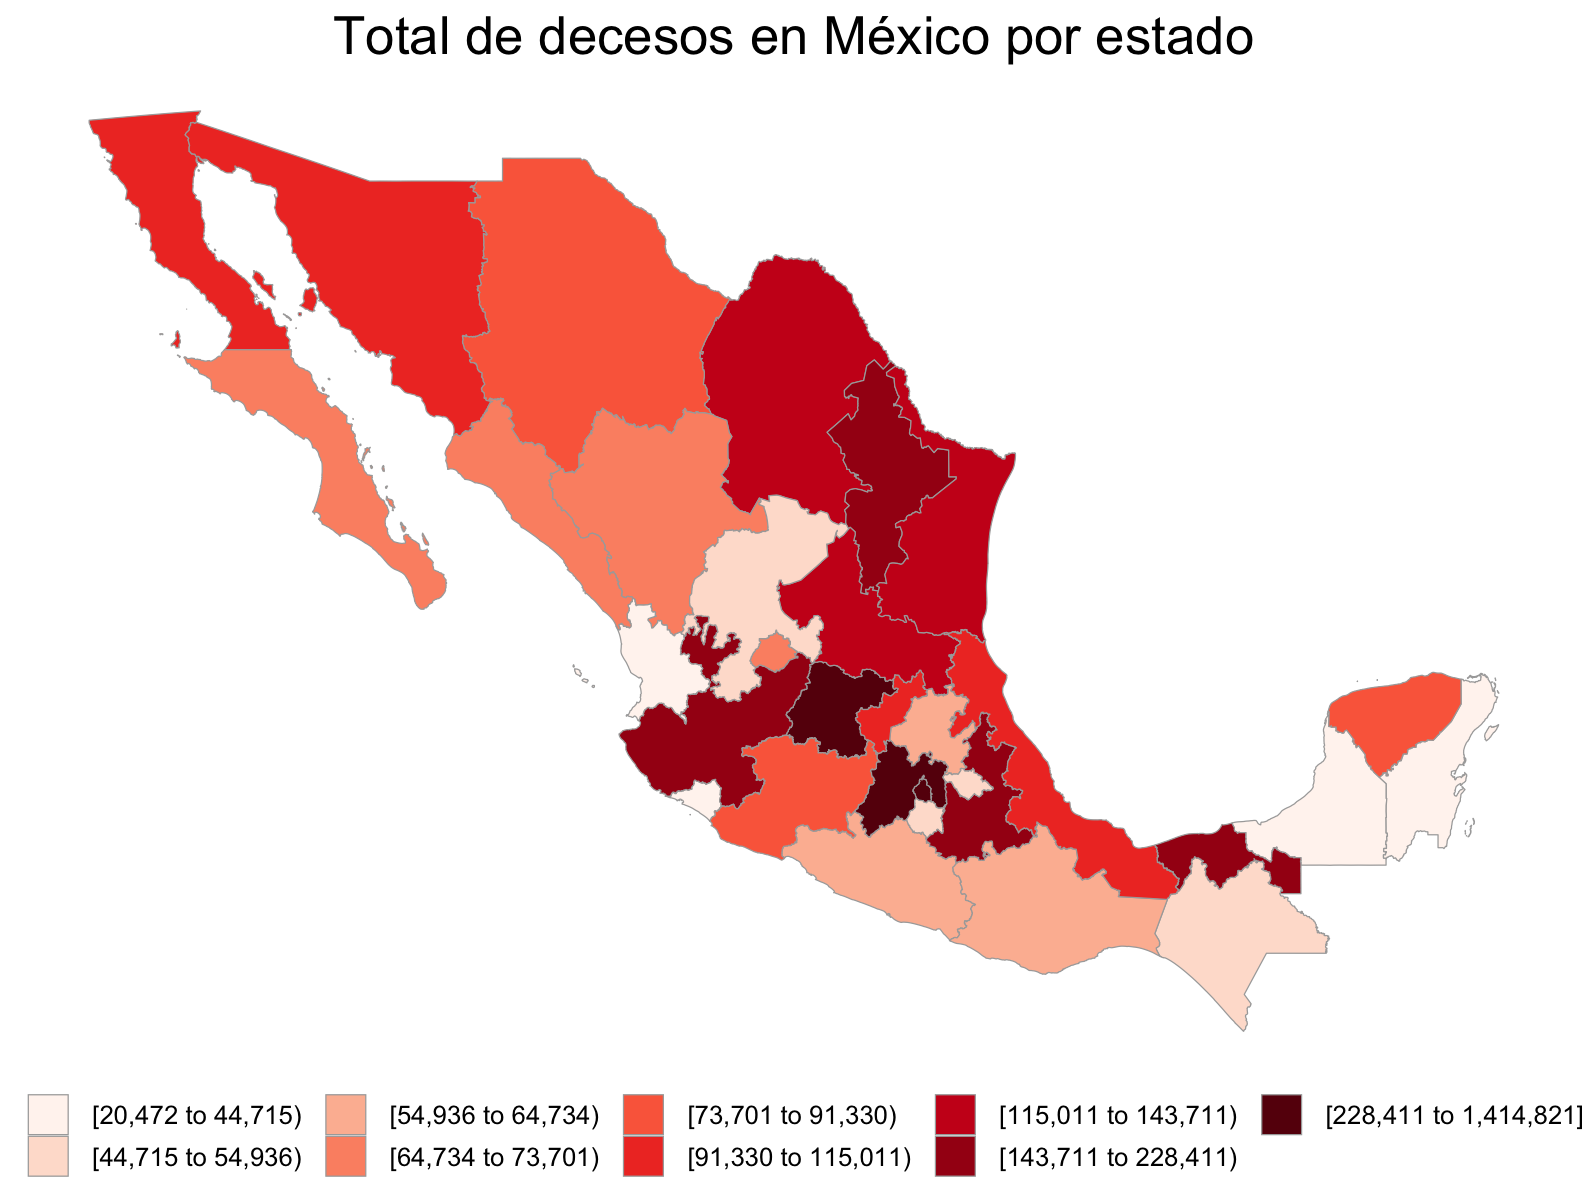 Total de decesos en México por estado
[20,472 to 44,715)
[44,715 to 54,936)
[54,936 to 64,734)
[64,734 to 73,701)
[73,701 to 91,330)
[91,330 to 115,011)
[115,011 to 143,711)
[143,711 to 228,411)
[228,411 to 1,414,821]